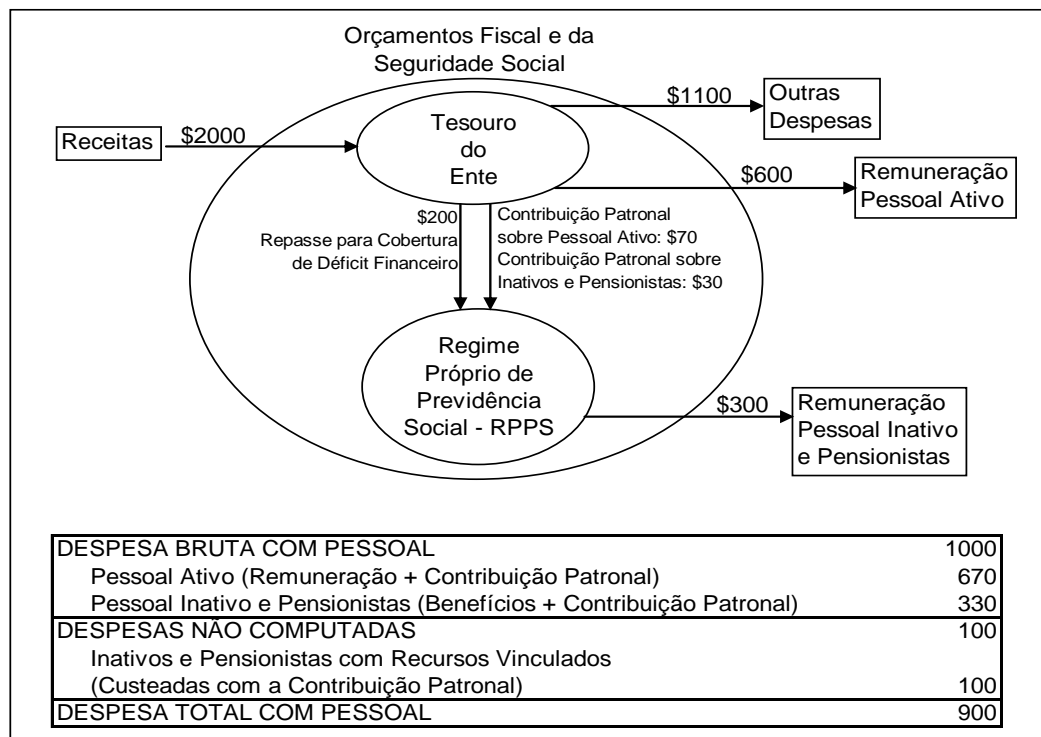 Orçamentos Fiscal e da
Seguridade Social
Receitas
$2000
Tesouro
do
Ente
$1100
Outras
Despesas
$600
Remuneração
Pessoal Ativo
$200
Repasse para Cobertura
de Déficit Financeiro
Contribuição Patronal
sobre Pessoal Ativo: $70
Contribuição Patronal sobre
Inativos e Pensionistas: $30
Regime
Próprio de
Previdência
Social - RPPS
$300
Remuneração
Pessoal Inativo
e Pensionistas
DESPESA BRUTA COM PESSOAL 1000
Pessoal Ativo (Remuneração + Contribuição Patronal) 670
Pessoal Inativo e Pensionistas (Benefícios + Contribuição Patronal) 330
DESPESAS NÃO COMPUTADAS 100
Inativos e Pensionistas com Recursos Vinculados
(Custeadas com a Contribuição Patronal) 100
DESPESA TOTAL COM PESSOAL 900